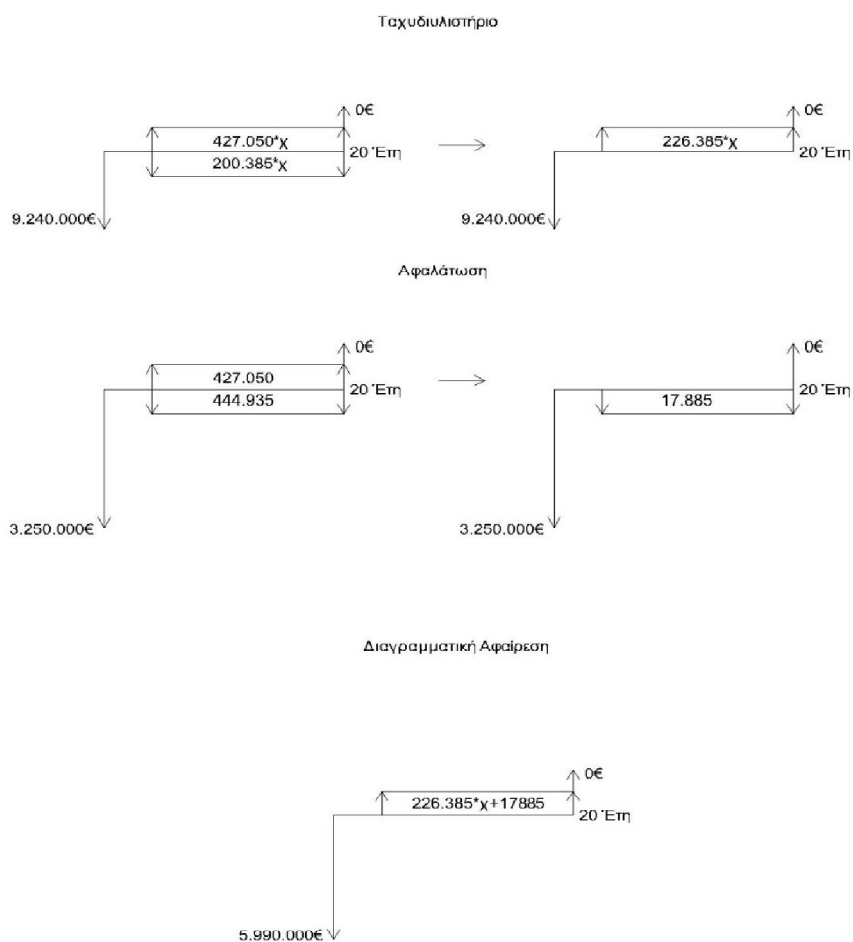 Ταχυδιυλιστήριο
0€ 0€
427.050*χ 226.385*χ
20 Έτη 20 Έτη
200.385*χ
9.240.000€ 9.240.000€
Αφαλάτωση
0€ 0€
427.050
20 Έτη 20 Έτη
444.935 17.885
3.250.000€ 3.250.000€
Διαγραμματική Αφαίρεση
0€
226.385*χ+17885
20 Έτη
5.990.000€